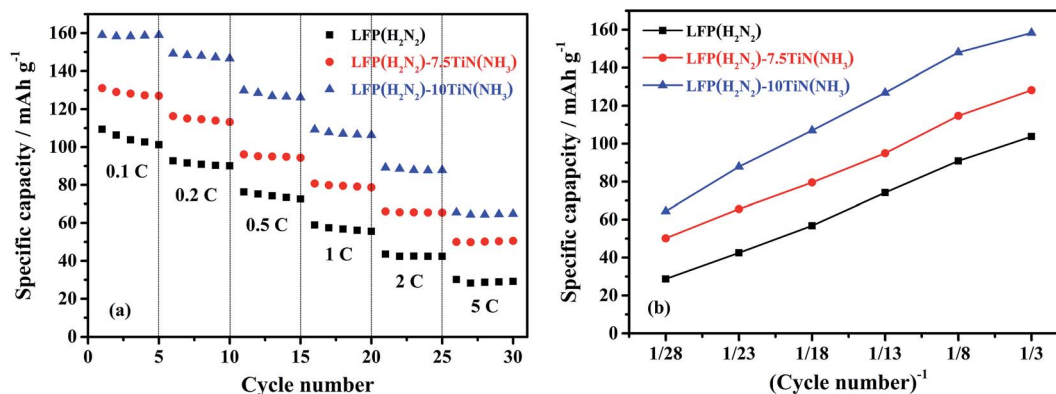 LFP(H₂N₂)
LFP(H₂N₂)-7.5TiN(NH₃)
LFP(H₂N₂)-10TiN(NH₃)
Specific capacity / mAh g⁻¹
160
140
120
100
80
60
40
20
0
0.1 C
0.2 C
0.5 C
1 C
2 C
5 C
(a)
0 5 10 15 20 25 30
Cycle number
LFP(H₂N₂)
LFP(H₂N₂)-7.5TiN(NH₃)
LFP(H₂N₂)-10TiN(NH₃)
Specific capapcity / mAh g⁻¹
160
140
120
100
80
60
40
20
0
(b)
1/28 1/23 1/18 1/13 1/8 1/3
(Cycle number)⁻¹